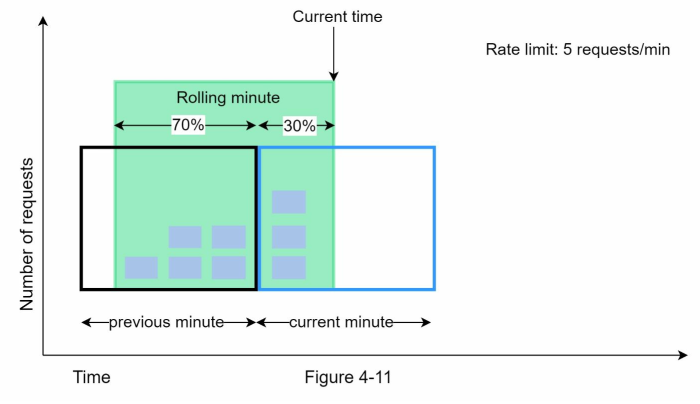 Current time
Rate limit: 5 requests/min
Rolling minute
70%
30%
Number of requests
previous minute
current minute
Time
Figure 4-11